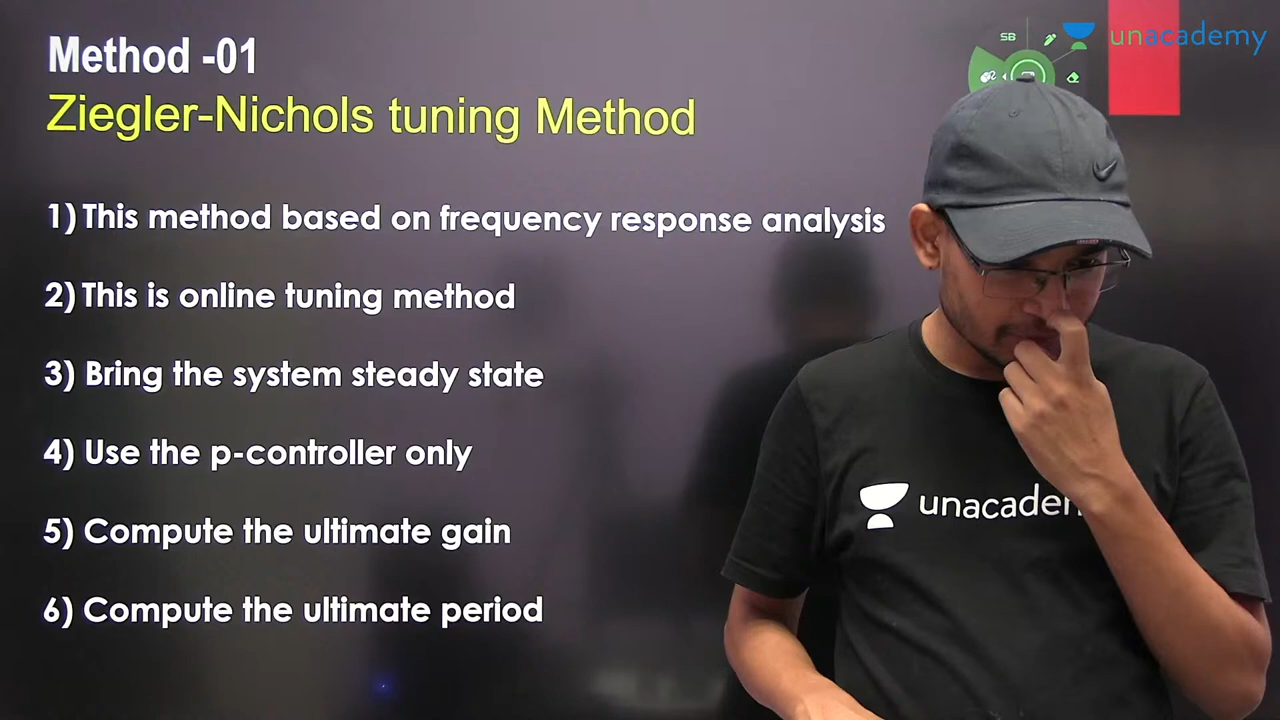 Method -01
SB
unacademy
Ziegler-Nichols tuning Method
1) This method based on frequency response analysis
2) This is online tuning method
3) Bring the system steady state
4) Use the p-controller only
5) Compute the ultimate gain
6) Compute the ultimate period
unacadem